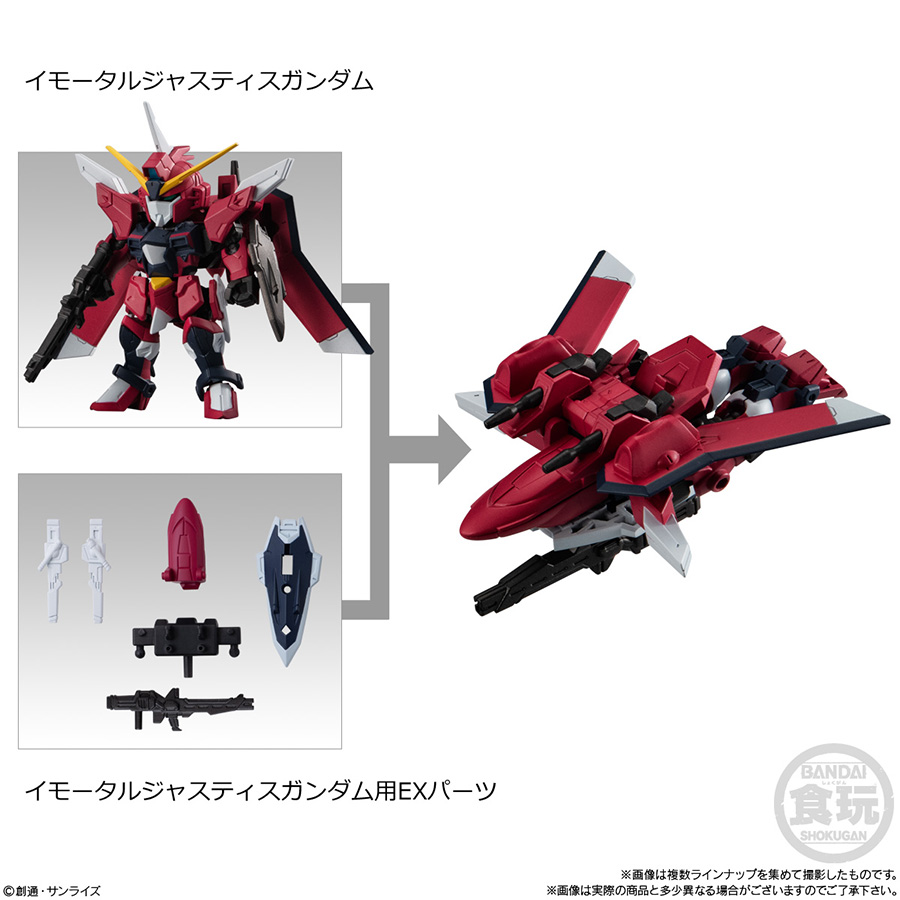 イモータルジャスティスガンダム
イモータルジャスティスガンダム用EXパーツ
BANDAI
しょくがん
食玩
SHOKUGAN
※画像は複数ラインナップを集めて撮影したものです。
※画像は実際の商品と多少異なる場合がございますのでご了承下さい。
©創通・サンライズ